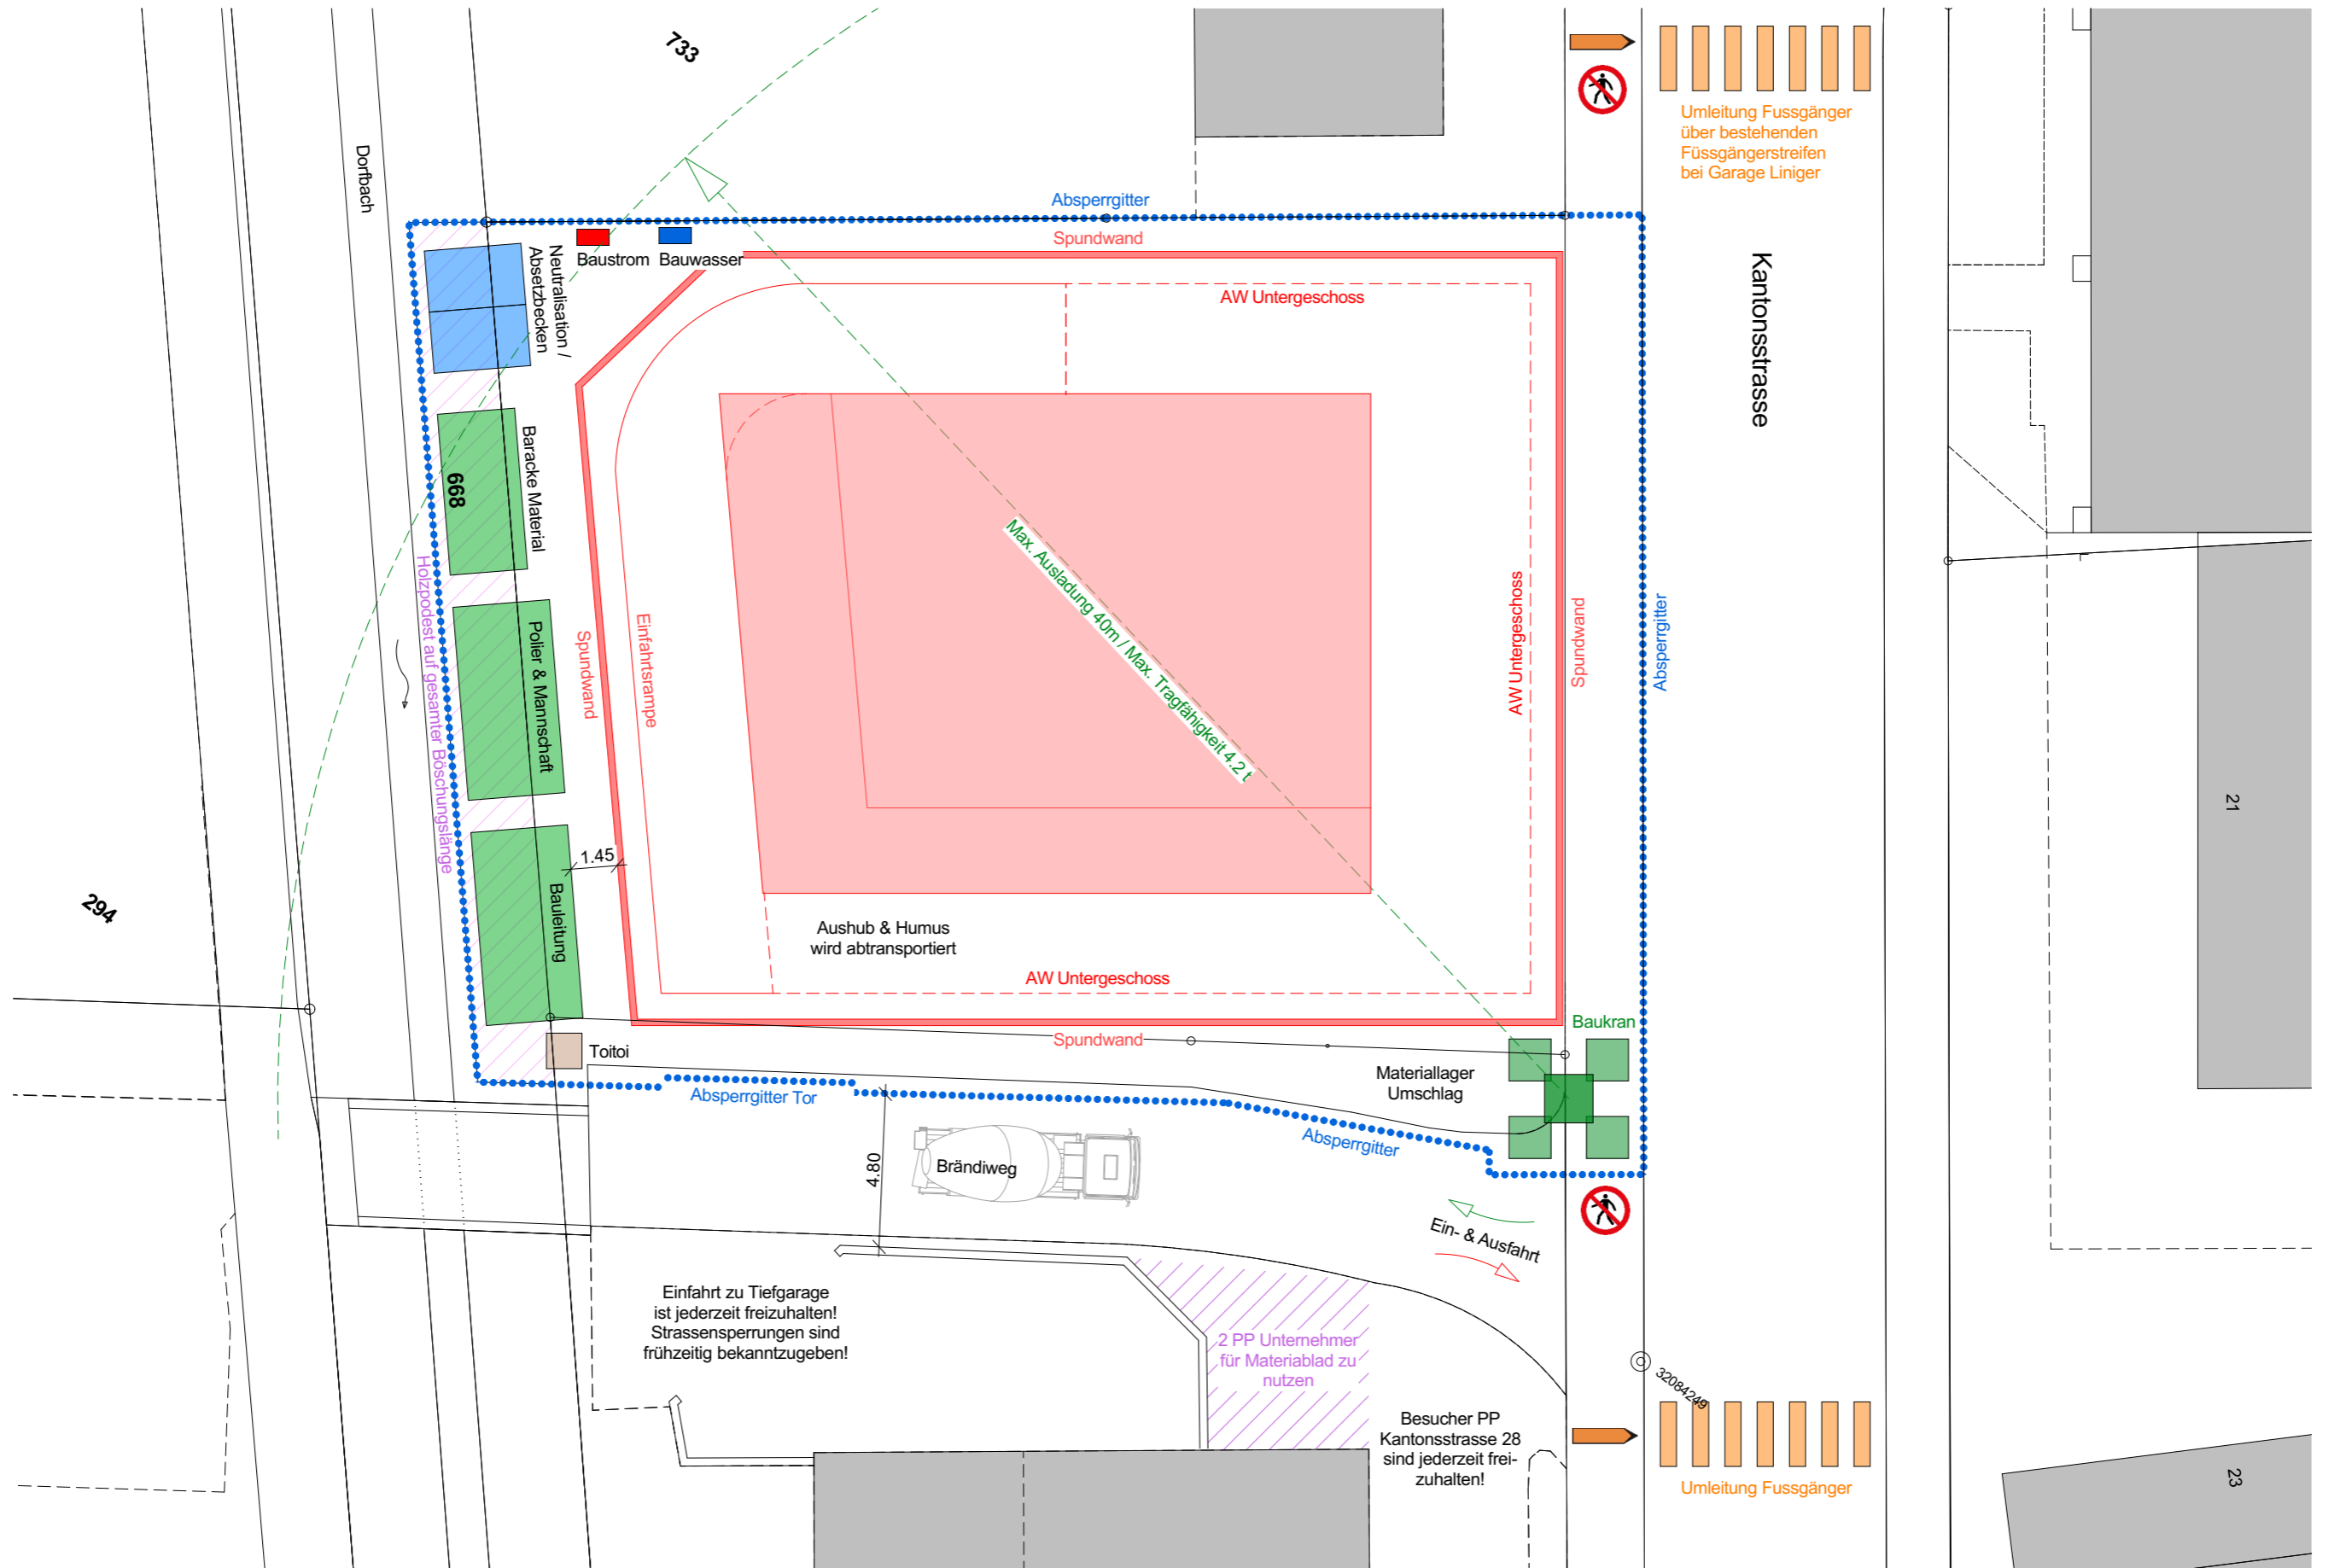 733
Umleitung Fussgänger
über bestehenden
Füssgängerstreifen
bei Garage Liniger
Dorfbach
Absperrgitter
Spundwand
Neutralisation /
Absetzbecken
Baustrom
Bauwasser
AW Untergeschoss
Kantonsstrasse
Baracke Material
668
Holzpodest auf gesamter Böschungslänge
Polier & Mannschaft
Spundwand
Einfahrtsrampe
Max. Ausladung 40m / Max. Tragfähigkeit 4.2 t
AW Untergeschoss
Spundwand
Absperrgitter
21
1.45
Bauleitung
294
Aushub & Humus
wird abtransportiert
AW Untergeschoss
Spundwand
Baukran
Toitoi
Materiallager
Umschlag
Absperrgitter Tor
Absperrgitter
4.80
Brändiweg
Ein- & Ausfahrt
Einfahrt zu Tiefgarage
ist jederzeit freizuhalten!
Strassensperrungen sind
frühzeitig bekanntzugeben!
2 PP Unternehmer
für Materiablad zu
nutzen
32084249
Besucher PP
Kantonsstrasse 28
sind jederzeit frei-
zuhalten!
Umleitung Fussgänger
23